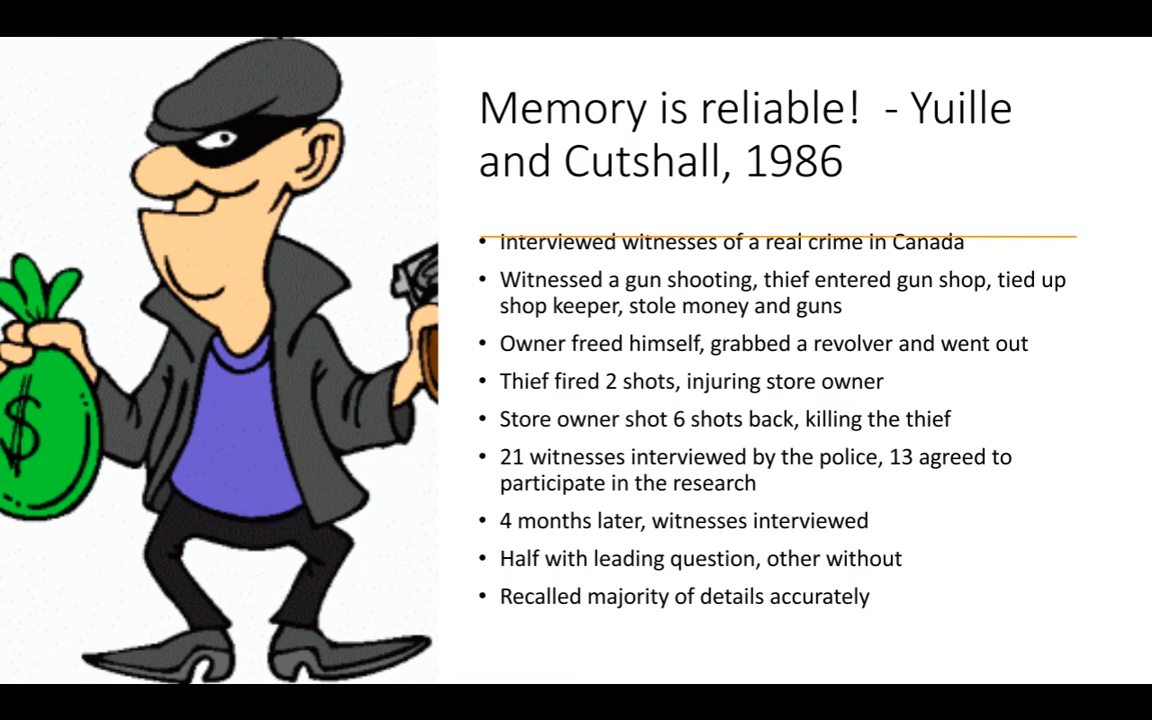 Memory is reliable!  - Yuille
and Cutshall, 1986
• Interviewed witnesses of a real crime in Canada
• Witnessed a gun shooting, thief entered gun shop, tied up
shop keeper, stole money and guns
• Owner freed himself, grabbed a revolver and went out
• Thief fired 2 shots, injuring store owner
• Store owner shot 6 shots back, killing the thief
• 21 witnesses interviewed by the police, 13 agreed to
participate in the research
• 4 months later, witnesses interviewed
• Half with leading question, other without
• Recalled majority of details accurately
$